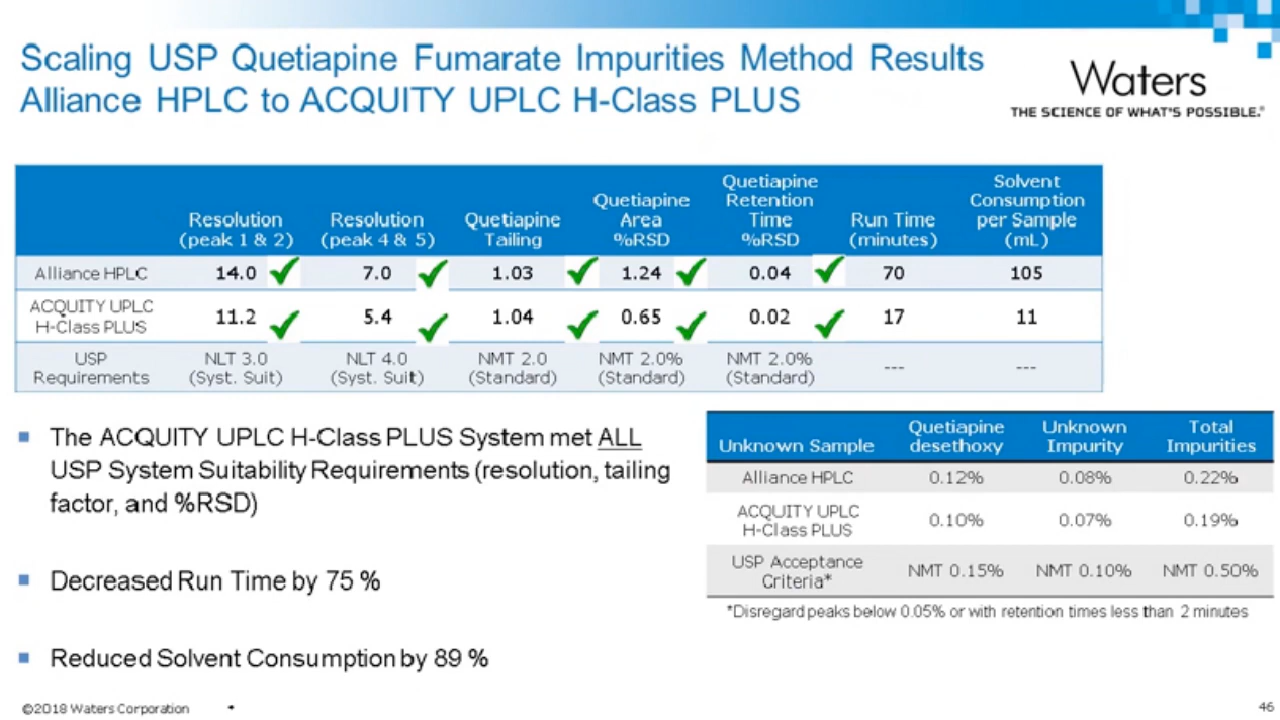 Scaling USP Quetiapine Fumarate Impurities Method Results
Alliance HPLC to ACQUITY UPLC H-Class PLUS
Waters
THE SCIENCE OF WHAT'S POSSIBLE.®
Resolution (peak 1 & 2) Resolution (peak 4 & 5) Quetiapine Tailing Quetiapine Area %RSD Quetiapine Retention Time %RSD Run Time (minutes) Solvent Consumption per Sample (mL)
Alliance HPLC 14.0 7.0 1.03 1.24 0.04 70 105
ACQUITY UPLC H-Class PLUS 11.2 5.4 1.04 0.65 0.02 17 11
USP Requirements NLT 3.0 (Syst. Suit) NLT 4.0 (Syst. Suit) NMT 2.0 (Standard) NMT 2.0% (Standard) NMT 2.0% (Standard) --- ---
The ACQUITY UPLC H-Class PLUS System met ALL
USP System Suitability Requirements (resolution, tailing
factor, and %RSD)
Decreased Run Time by 75 %
Reduced Solvent Consumption by 89 %
Unknown Sample Quetiapine desethoxy Unknown Impurity Total Impurities
Alliance HPLC 0.12% 0.08% 0.22%
ACQUITY UPLC H-Class PLUS 0.10% 0.07% 0.19%
USP Acceptance Criteria* NMT 0.15% NMT 0.10% NMT 0.50%
*Disregard peaks below 0.05% or with retention times less than 2 minutes
©2018 Waters Corporation
46